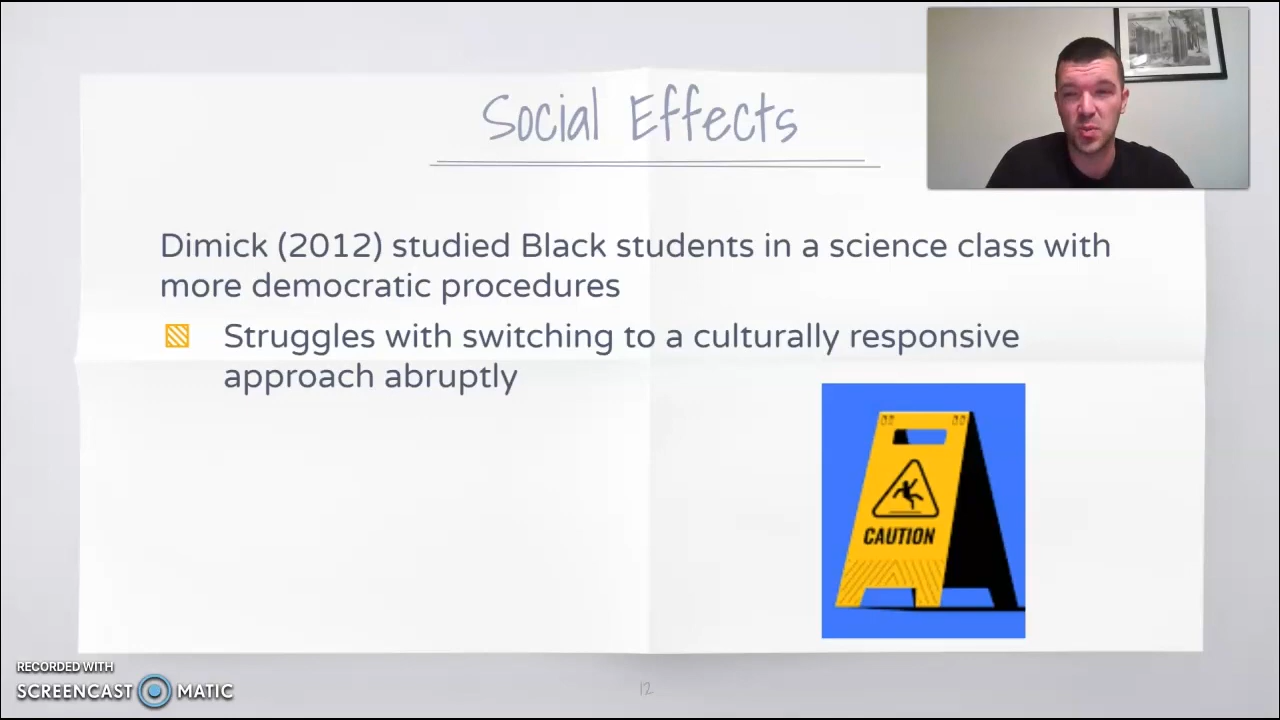 Social Effects
Dimick (2012) studied Black students in a science class with
more democratic procedures
Struggles with switching to a culturally responsive
approach abruptly
CAUTION
RECORDED WITH
SCREENCAST MATIC
12